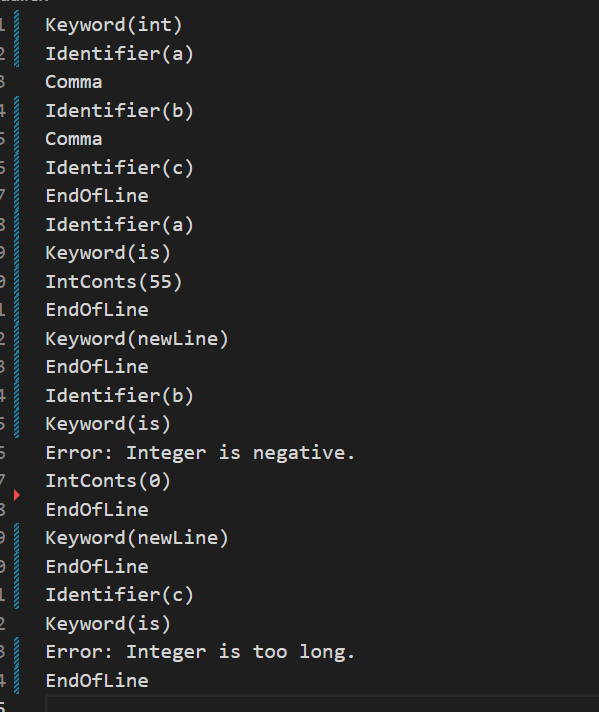 Keyword(int)
Identifier(a)
Comma
Identifier(b)
Comma
Identifier(c)
EndOfLine
Identifier(a)
Keyword(is)
IntConts(55)
EndOfLine
Keyword(newLine)
EndOfLine
Identifier(b)
Keyword(is)
Error: Integer is negative.
IntConts(0)
EndOfLine
Keyword(newLine)
EndOfLine
Identifier(c)
Keyword(is)
Error: Integer is too long.
EndOfLine